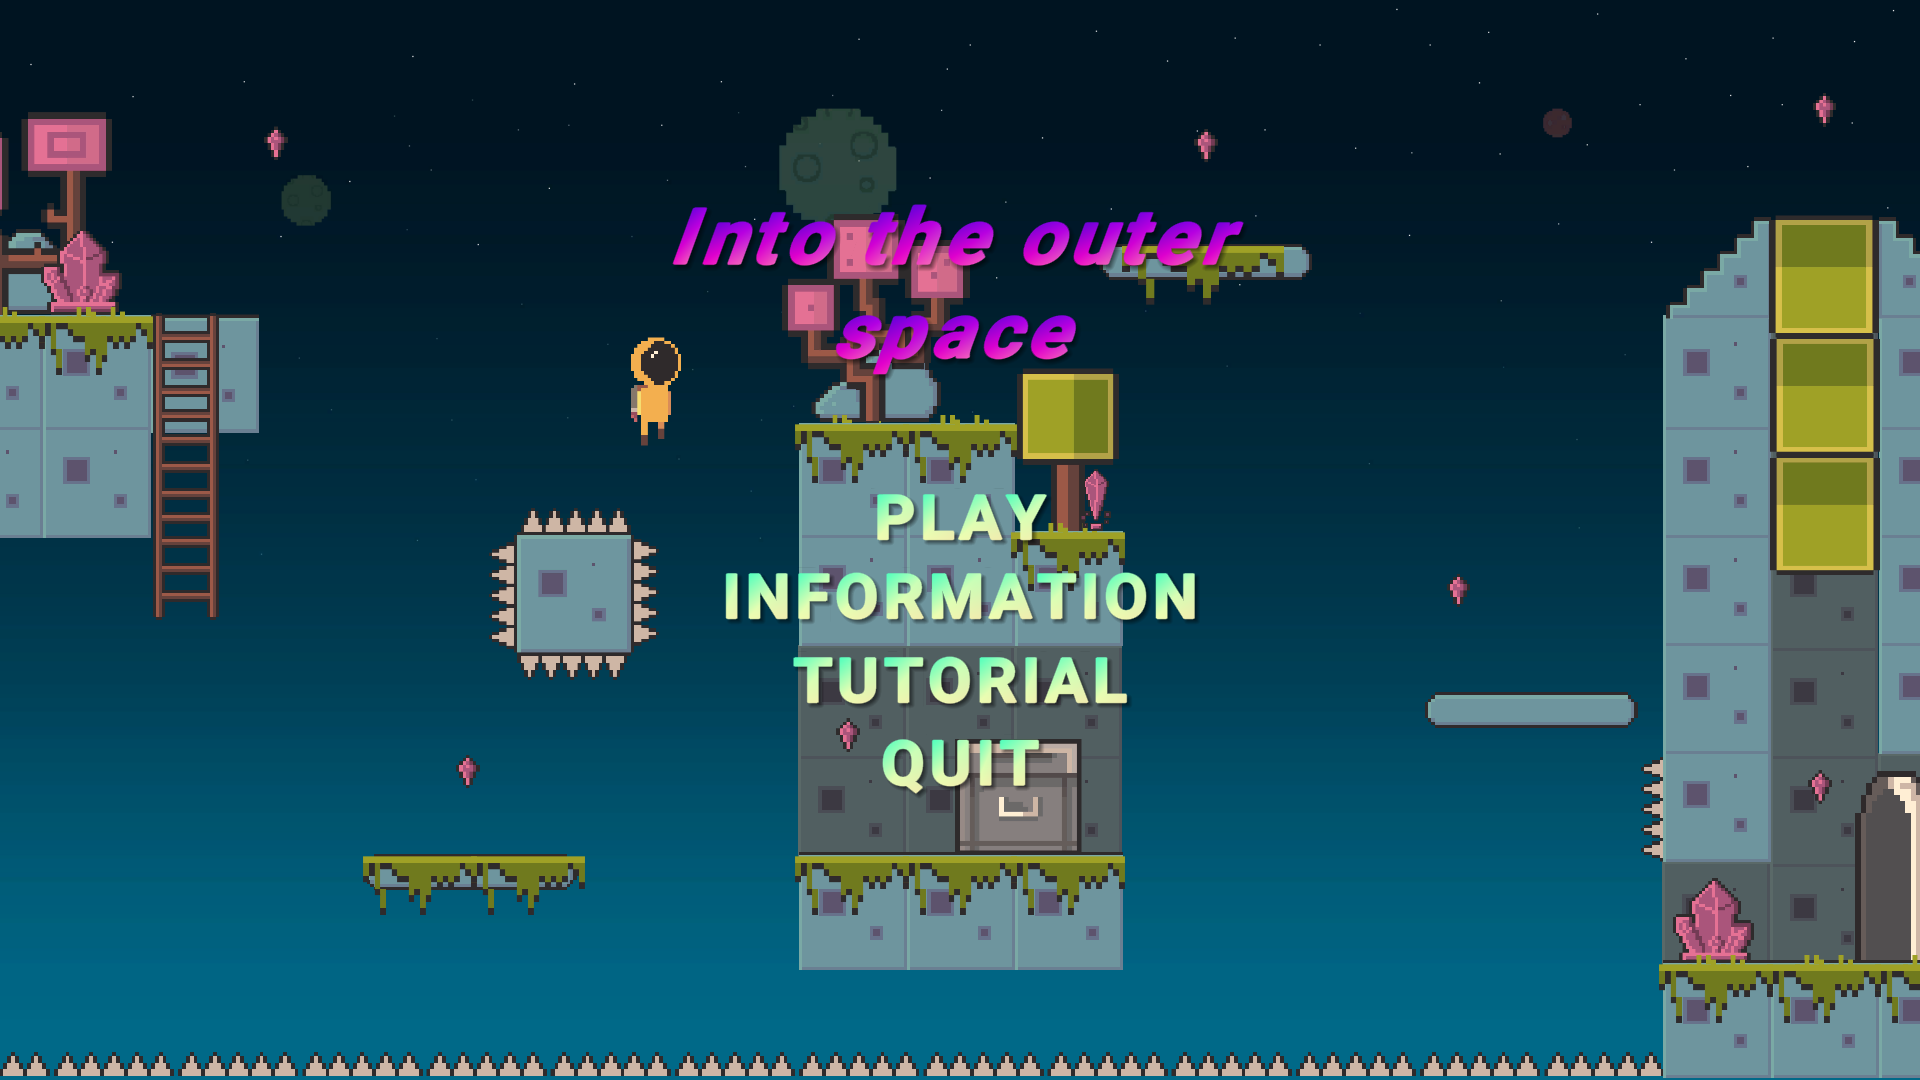 Into the outer
space
PLAY
INFORMATION
TUTORIAL
QUIT